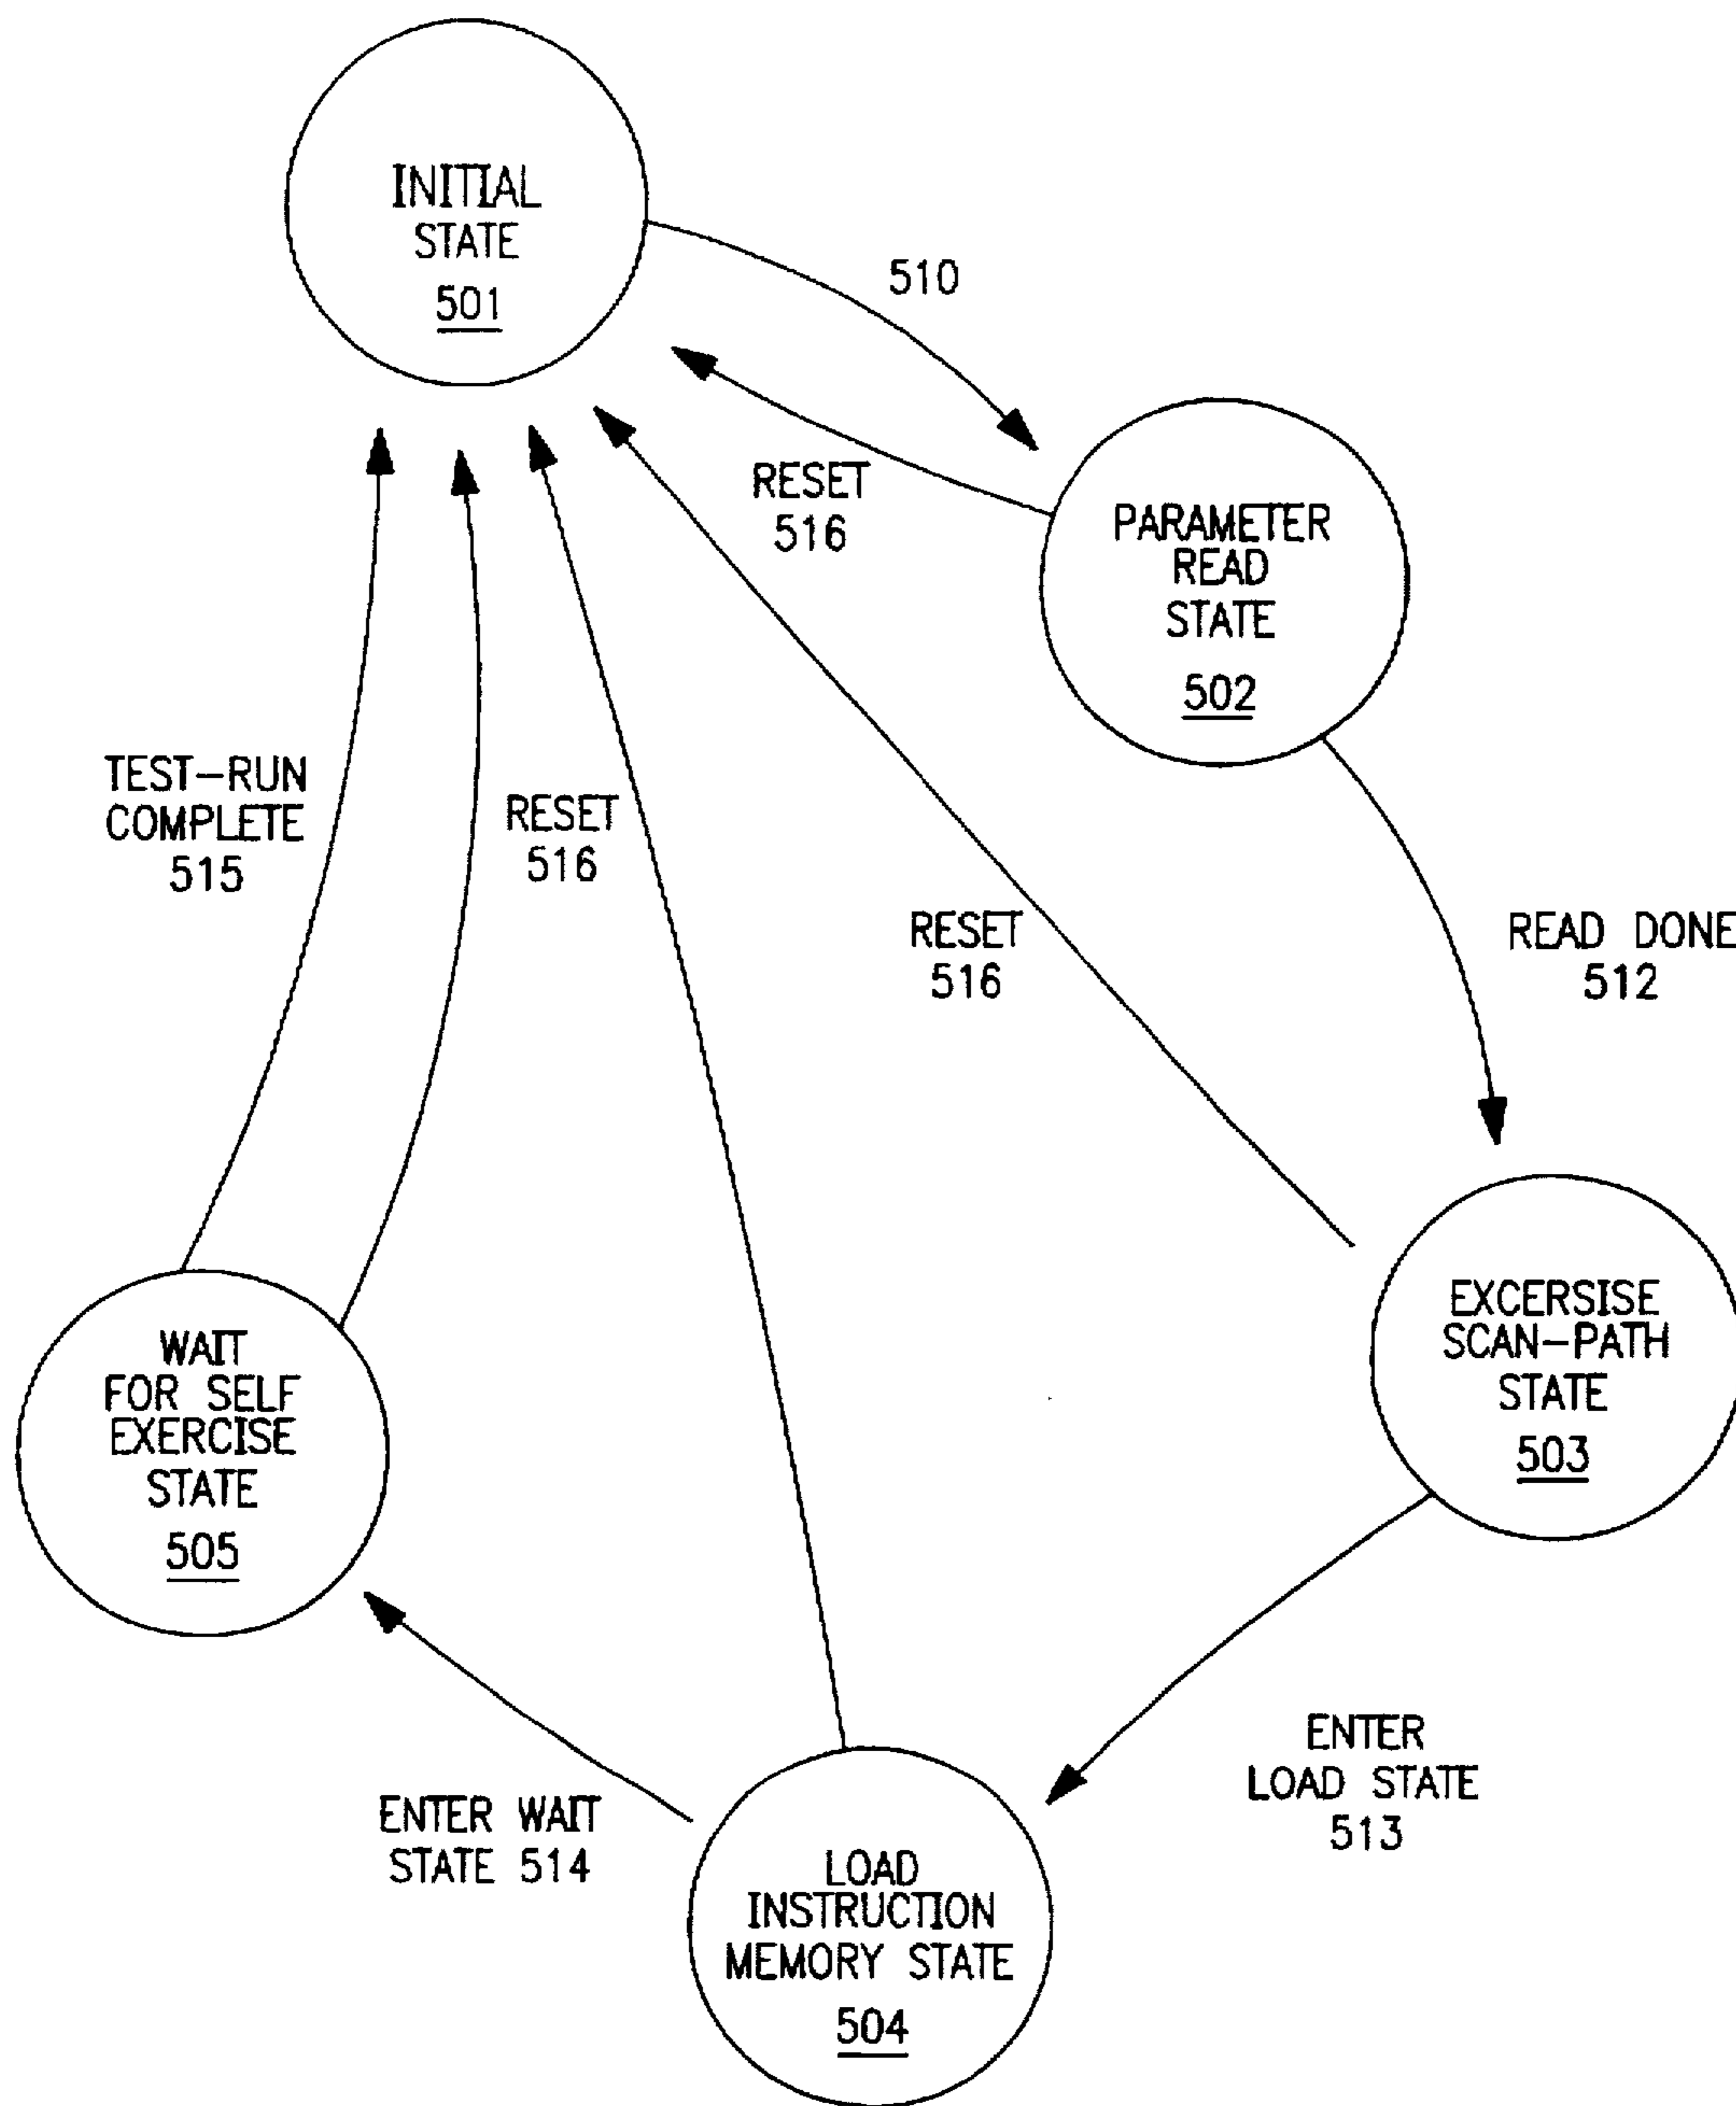 INITIAL
STATE
501
510
RESET
516
PARAMETER
READ
STATE
502
TEST-RUN
COMPLETE
515
RESET
516
RESET
516
READ DONE
512
EXCERSISE
SCAN-PATH
STATE
503
WAIT
FOR SELF
EXERCISE
STATE
505
ENTER
LOAD STATE
513
ENTER WAIT
STATE 514
LOAD
INSTRUCTION
MEMORY STATE
504